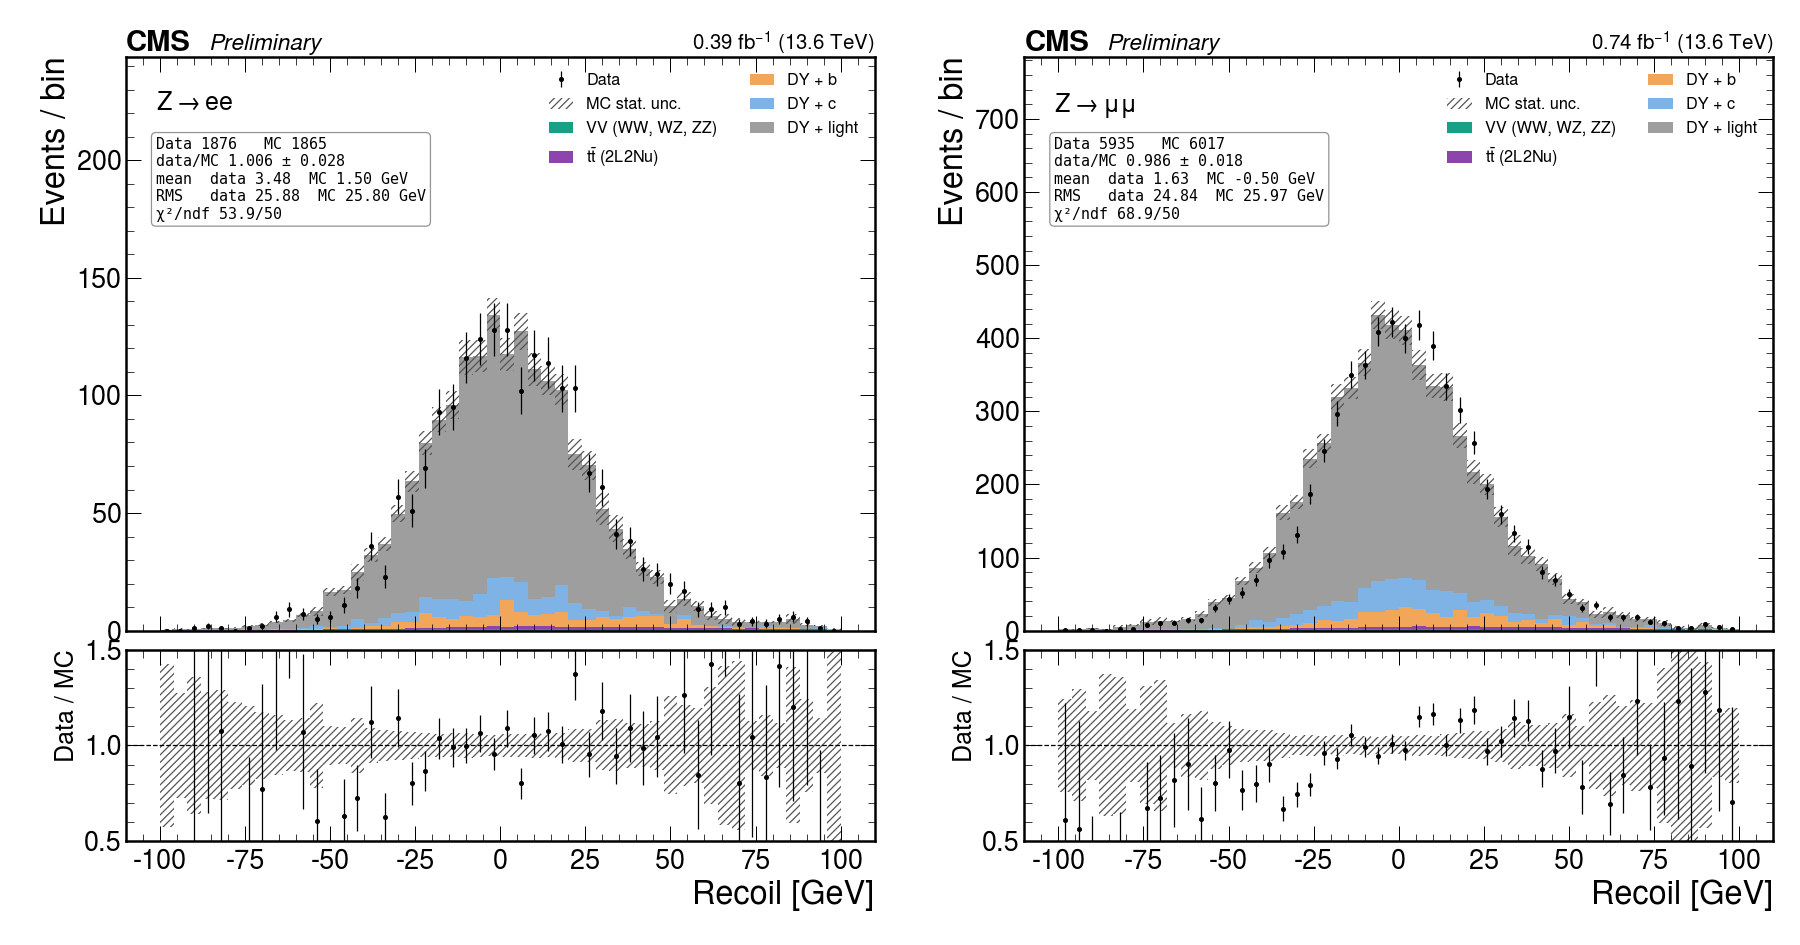 CMS Preliminary 0.39 fb⁻¹ (13.6 TeV)
Events / bin
Z → ee
Data 1876   MC 1865
data/MC 1.006 ± 0.028
mean  data 3.48  MC 1.50 GeV
RMS   data 25.88  MC 25.80 GeV
χ²/ndf 53.9/50
Data
MC stat. unc.
VV (WW, WZ, ZZ)
tt̄ (2L2Nu)
DY + b
DY + c
DY + light
200
150
100
50
0
Data / MC
1.5
1.0
0.5
-100 -75 -50 -25 0 25 50 75 100
Recoil [GeV]
CMS Preliminary 0.74 fb⁻¹ (13.6 TeV)
Events / bin
Z → μμ
Data 5935   MC 6017
data/MC 0.986 ± 0.018
mean  data 1.63  MC -0.50 GeV
RMS   data 24.84  MC 25.97 GeV
χ²/ndf 68.9/50
Data
MC stat. unc.
VV (WW, WZ, ZZ)
tt̄ (2L2Nu)
DY + b
DY + c
DY + light
700
600
500
400
300
200
100
0
Data / MC
1.5
1.0
0.5
-100 -75 -50 -25 0 25 50 75 100
Recoil [GeV]